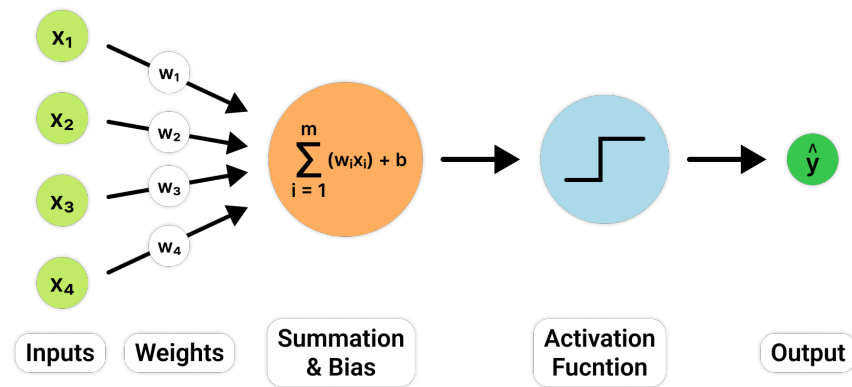 x₁
w₁
x₂
w₂
x₃
w₃
x₄
w₄
m
∑ (wᵢxᵢ) + b
i = 1
ŷ
Inputs
Weights
Summation
& Bias
Activation
Fucntion
Output